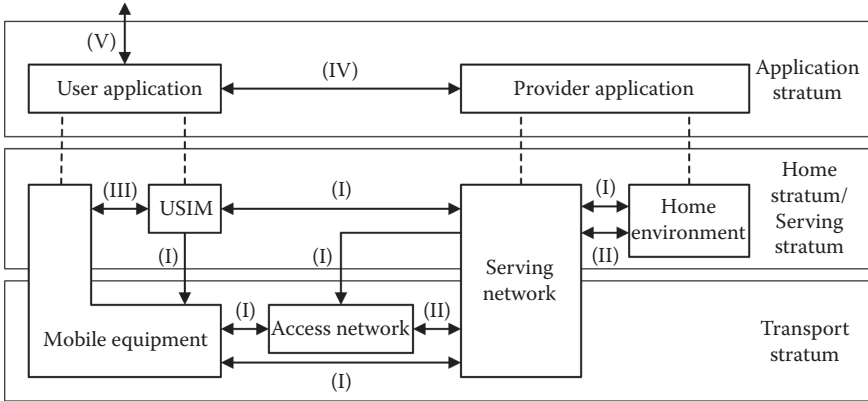 (V)
User application
(IV)
Provider application
Application
stratum
(III)
USIM
(I)
(I)
Home
environment
Home
stratum/
Serving
stratum
(I)
(I)
(II)
Serving
network
Mobile equipment
(I)
Access network
(II)
(I)
Transport
stratum